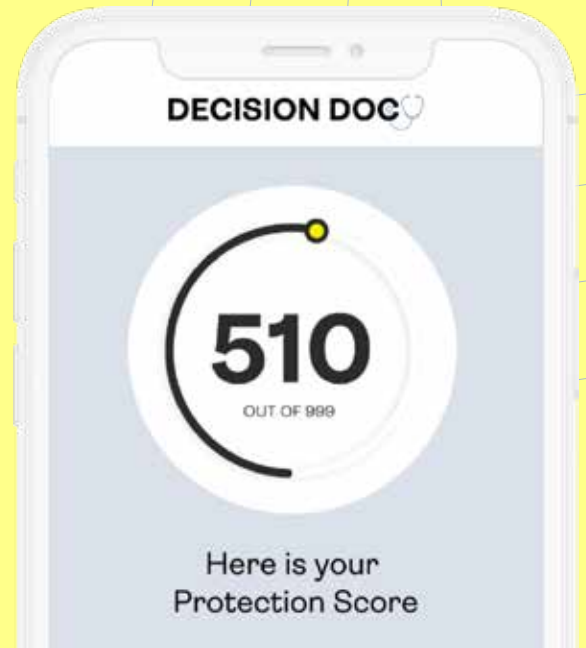 DECISION DOC
510
OUT OF 999
Here is your
Protection Score